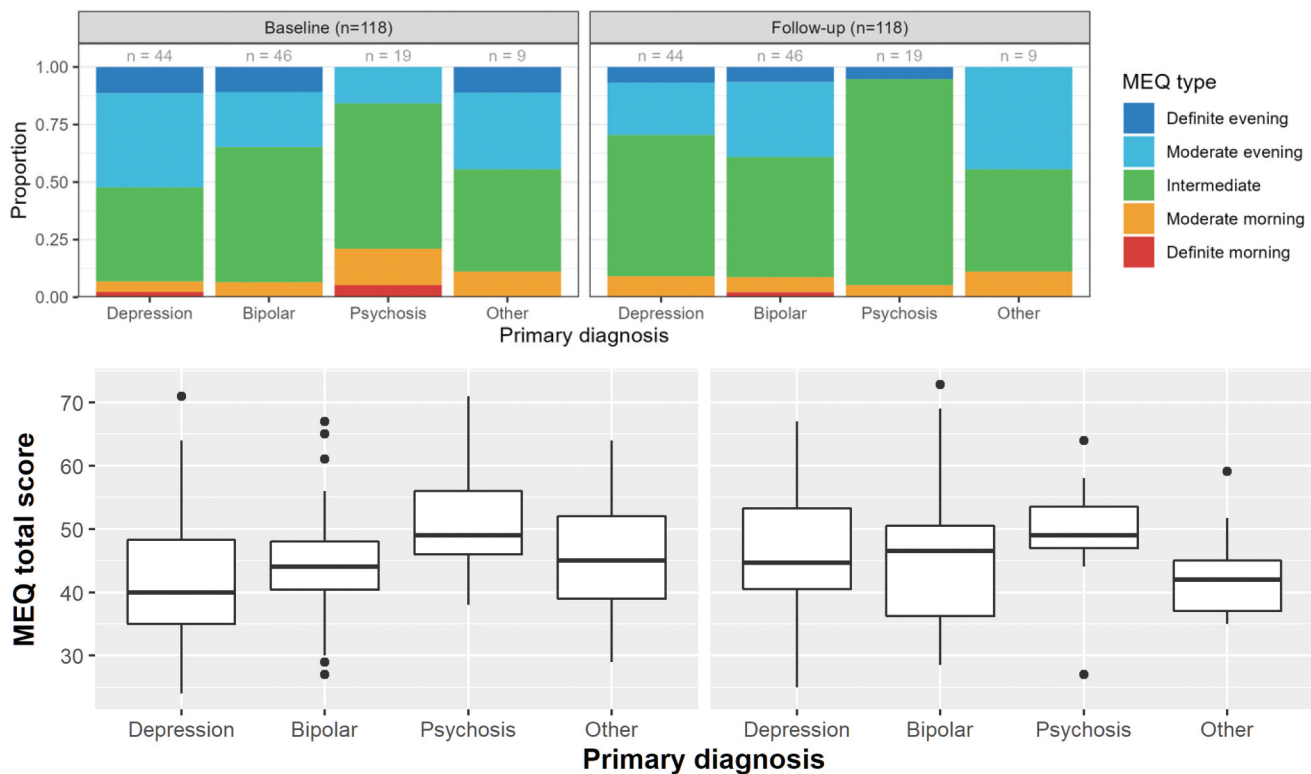 Baseline (n=118)
Follow-up (n=118)
n = 44 n = 46 n = 19 n = 9
n = 44 n = 46 n = 19 n = 9
Proportion
1.00
0.75
0.50
0.25
0.00
Depression Bipolar Psychosis Other
Depression Bipolar Psychosis Other
Primary diagnosis
MEQ type
Definite evening
Moderate evening
Intermediate
Moderate morning
Definite morning
MEQ total score
70
60
50
40
30
Depression Bipolar Psychosis Other
Depression Bipolar Psychosis Other
Primary diagnosis